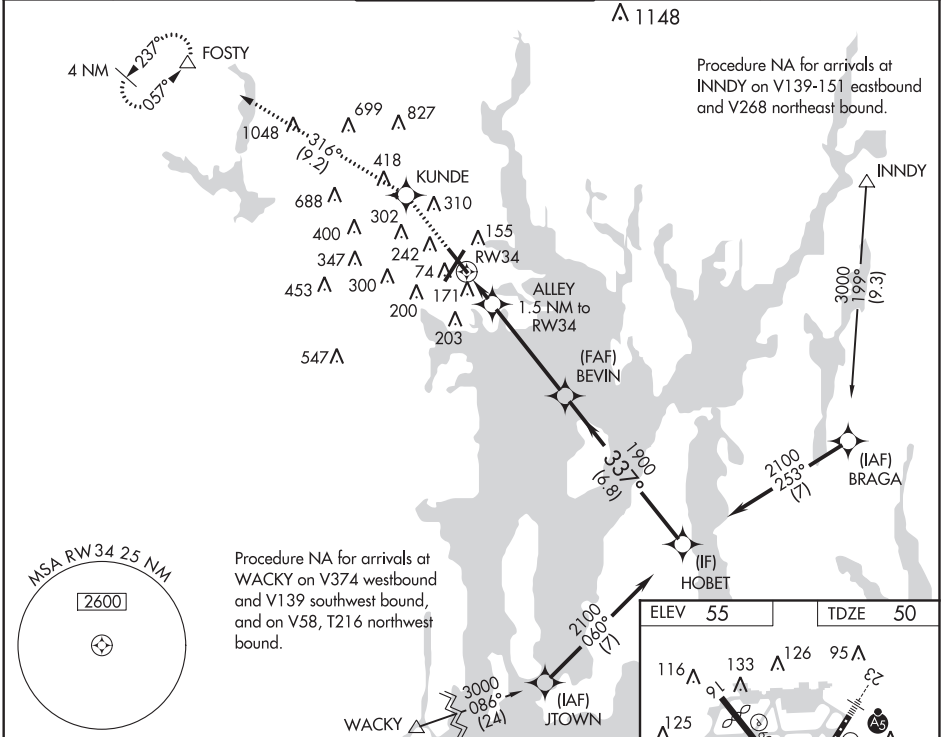 1148
237°
057°
4 NM
FOSTY
Procedure NA for arrivals at
INNDY on V139-151 eastbound
and V268 northeast bound.
1048
699
827
316°
(9.2)
418
KUNDE
INNDY
688
310
302
400
155
242
RW34
347
74
453
300
171
200
ALLEY
1.5 NM to
RW34
203
3000
199°
(9.3)
547
(FAF)
BEVIN
1900
337°
(6.8)
2100
253°
(7)
(IAF)
BRAGA
MSA RW34 25 NM
2600
Procedure NA for arrivals at
WACKY on V374 westbound
and V139 southwest bound,
and on V58, T216 northwest
bound.
(IF)
HOBET
2100
060°
(7)
ELEV 55
TDZE 50
116
133
126
95
16
23
125
P
A5
3000
086°
(24)
WACKY
(IAF)
JTOWN